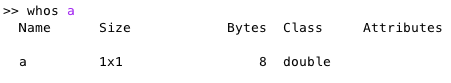 >> whos a
Name Size Bytes Class Attributes
a 1x1 8 double